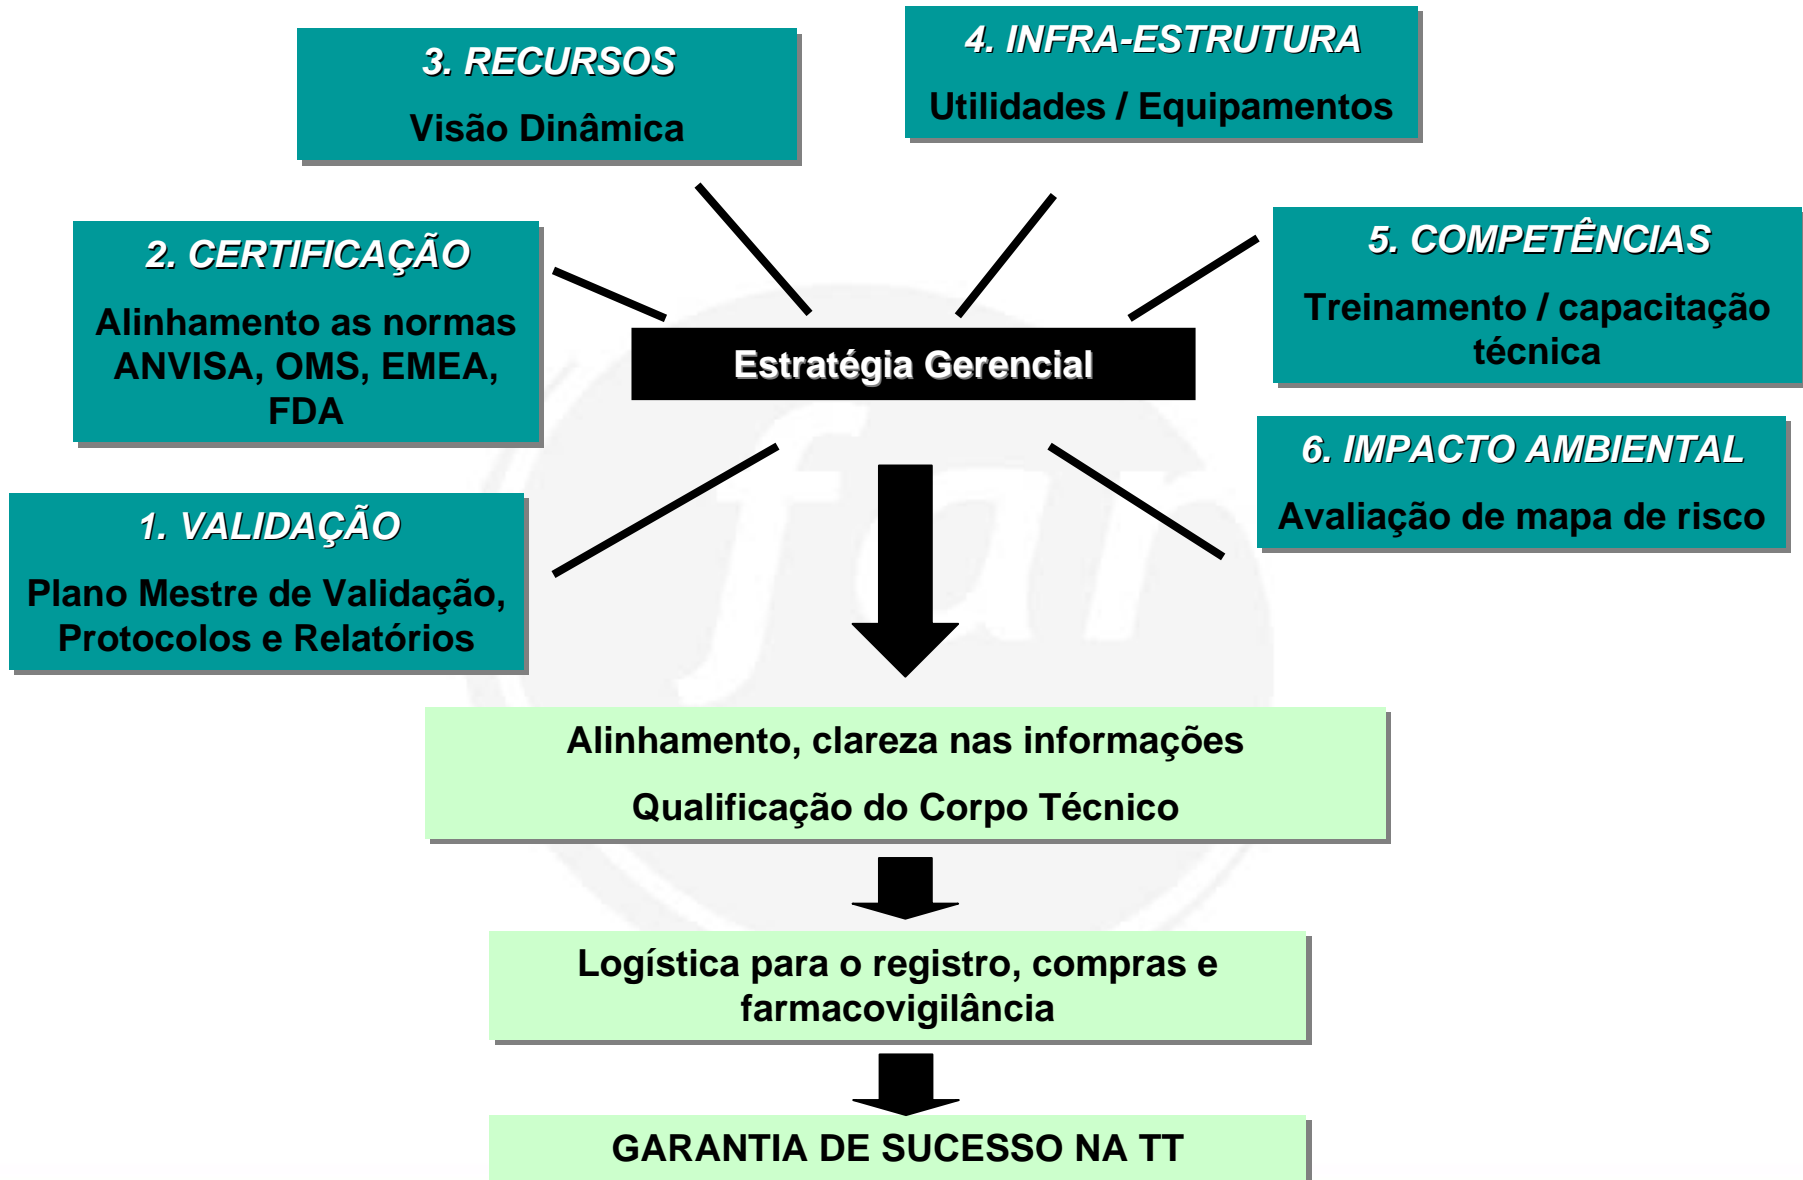 3. RECURSOS
Visão Dinâmica
4. INFRA-ESTRUTURA
Utilidades / Equipamentos
2. CERTIFICAÇÃO
Alinhamento as normas
ANVISA, OMS, EMEA,
FDA
5. COMPETÊNCIAS
Treinamento / capacitação
técnica
Estratégia Gerencial
1. VALIDAÇÃO
Plano Mestre de Validação,
Protocolos e Relatórios
6. IMPACTO AMBIENTAL
Avaliação de mapa de risco
far
Alinhamento, clareza nas informações
Qualificação do Corpo Técnico
Logística para o registro, compras e
farmacovigilância
GARANTIA DE SUCESSO NA TT